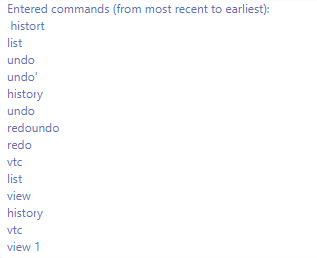 Entered commands (from most recent to earliest):
histort
list
undo
undo'
history
undo
redoundo
redo
vtc
list
view
history
vtc
view 1